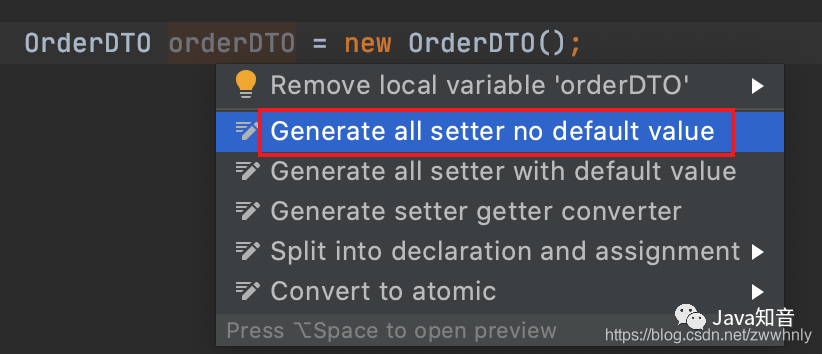 OrderDTO orderDTO = new OrderDTO();
Remove local variable 'orderDTO'
Generate all setter no default value
Generate all setter with default value
Generate setter getter converter
Split into declaration and assignment
Convert to atomic
Press ⌥Space to open preview
Java知音
https://blog.csdn.net/zwwhnly